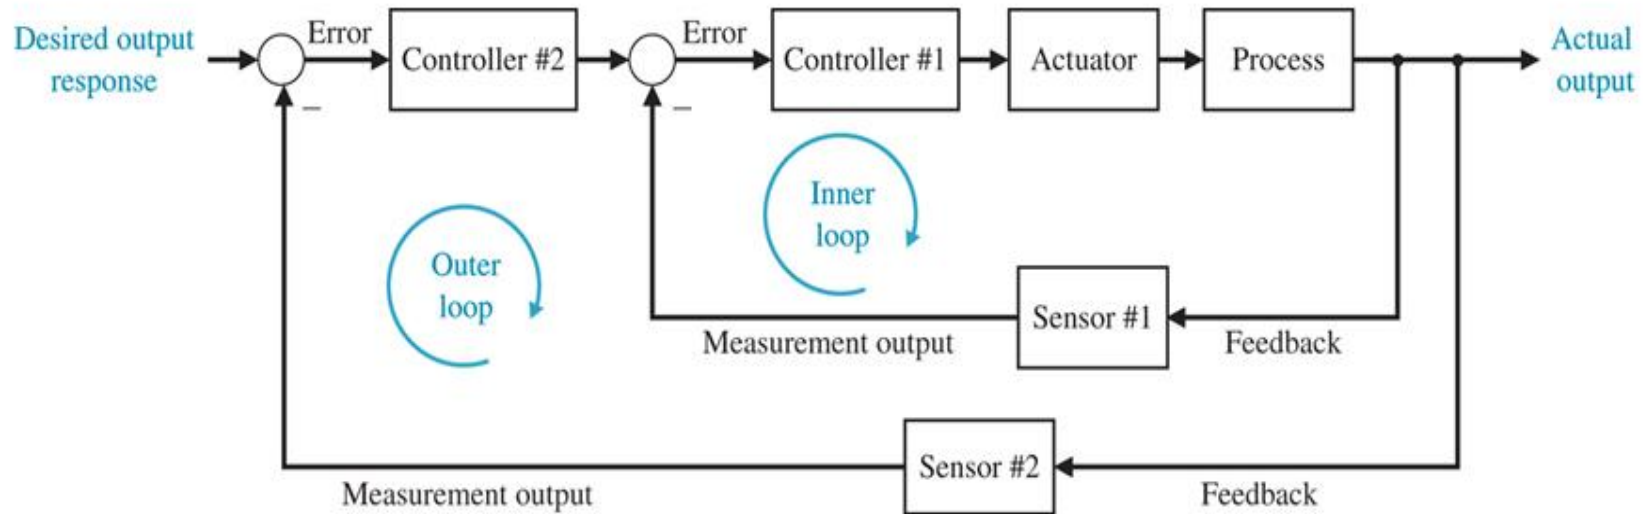 Desired output
response
Error
Controller #2
Error
Controller #1
Actuator
Process
Actual
output
–
–
Inner
loop
Outer
loop
Sensor #1
Measurement output
Feedback
Sensor #2
Measurement output
Feedback